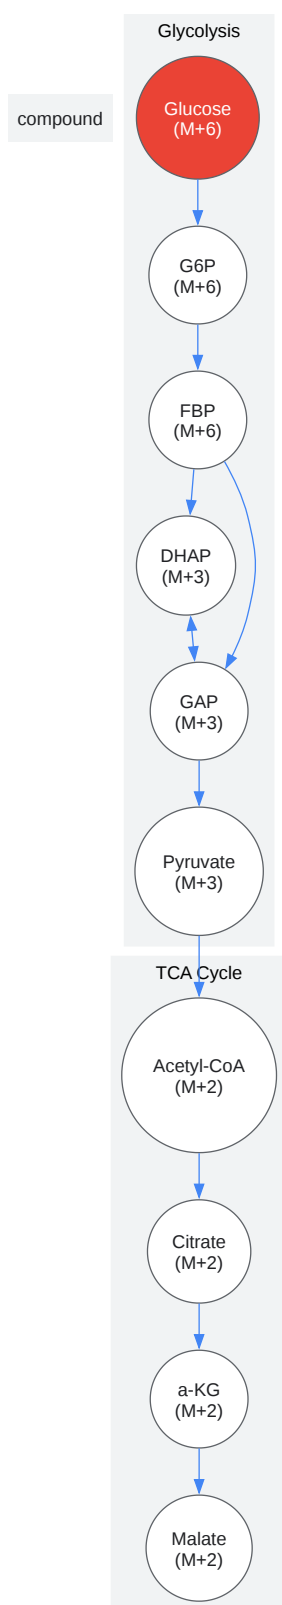 Glycolysis
compound
Glucose
(M+6)
G6P
(M+6)
FBP
(M+6)
DHAP
(M+3)
GAP
(M+3)
Pyruvate
(M+3)
TCA Cycle
Acetyl-CoA
(M+2)
Citrate
(M+2)
a-KG
(M+2)
Malate
(M+2)